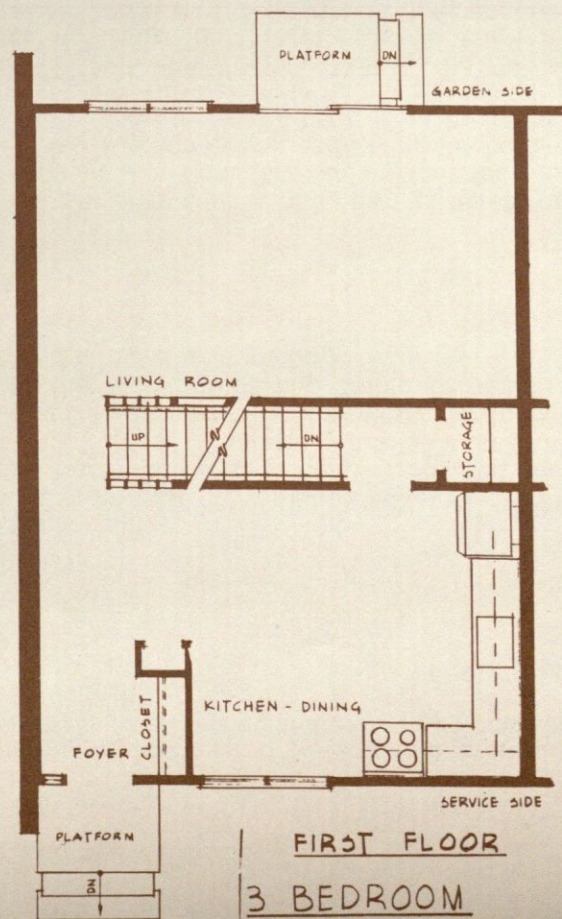 PLATFORM
DN
GARDEN SIDE
LIVING ROOM
UP
DN
STORAGE
KITCHEN - DINING
CLOSET
FOYER
SERVICE SIDE
PLATFORM
DN
FIRST FLOOR
3 BEDROOM